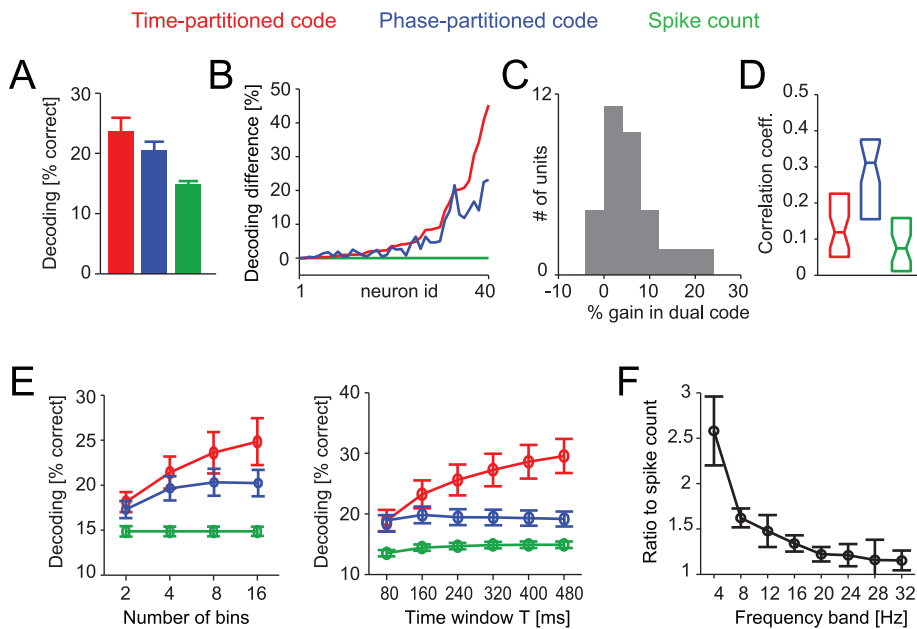 Time-partitioned code Phase-partitioned code Spike count
A
Decoding [% correct]
30
20
10
0
B
Decoding difference [%]
50
40
30
20
10
0
1 40
neuron id
C
# of units
12
0
-10 0 10 20 30
% gain in dual code
D
Correlation coeff.
0.5
0.4
0.3
0.2
0.1
0
E
Decoding [% correct]
30
25
20
15
10
2 4 8 16
Number of bins
Decoding [% correct]
40
30
20
10
80 160 240 320 400 480
Time window T [ms]
F
Ratio to spike count
3
2.5
2
1.5
1
4 8 12 16 20 24 28 32
Frequency band [Hz]